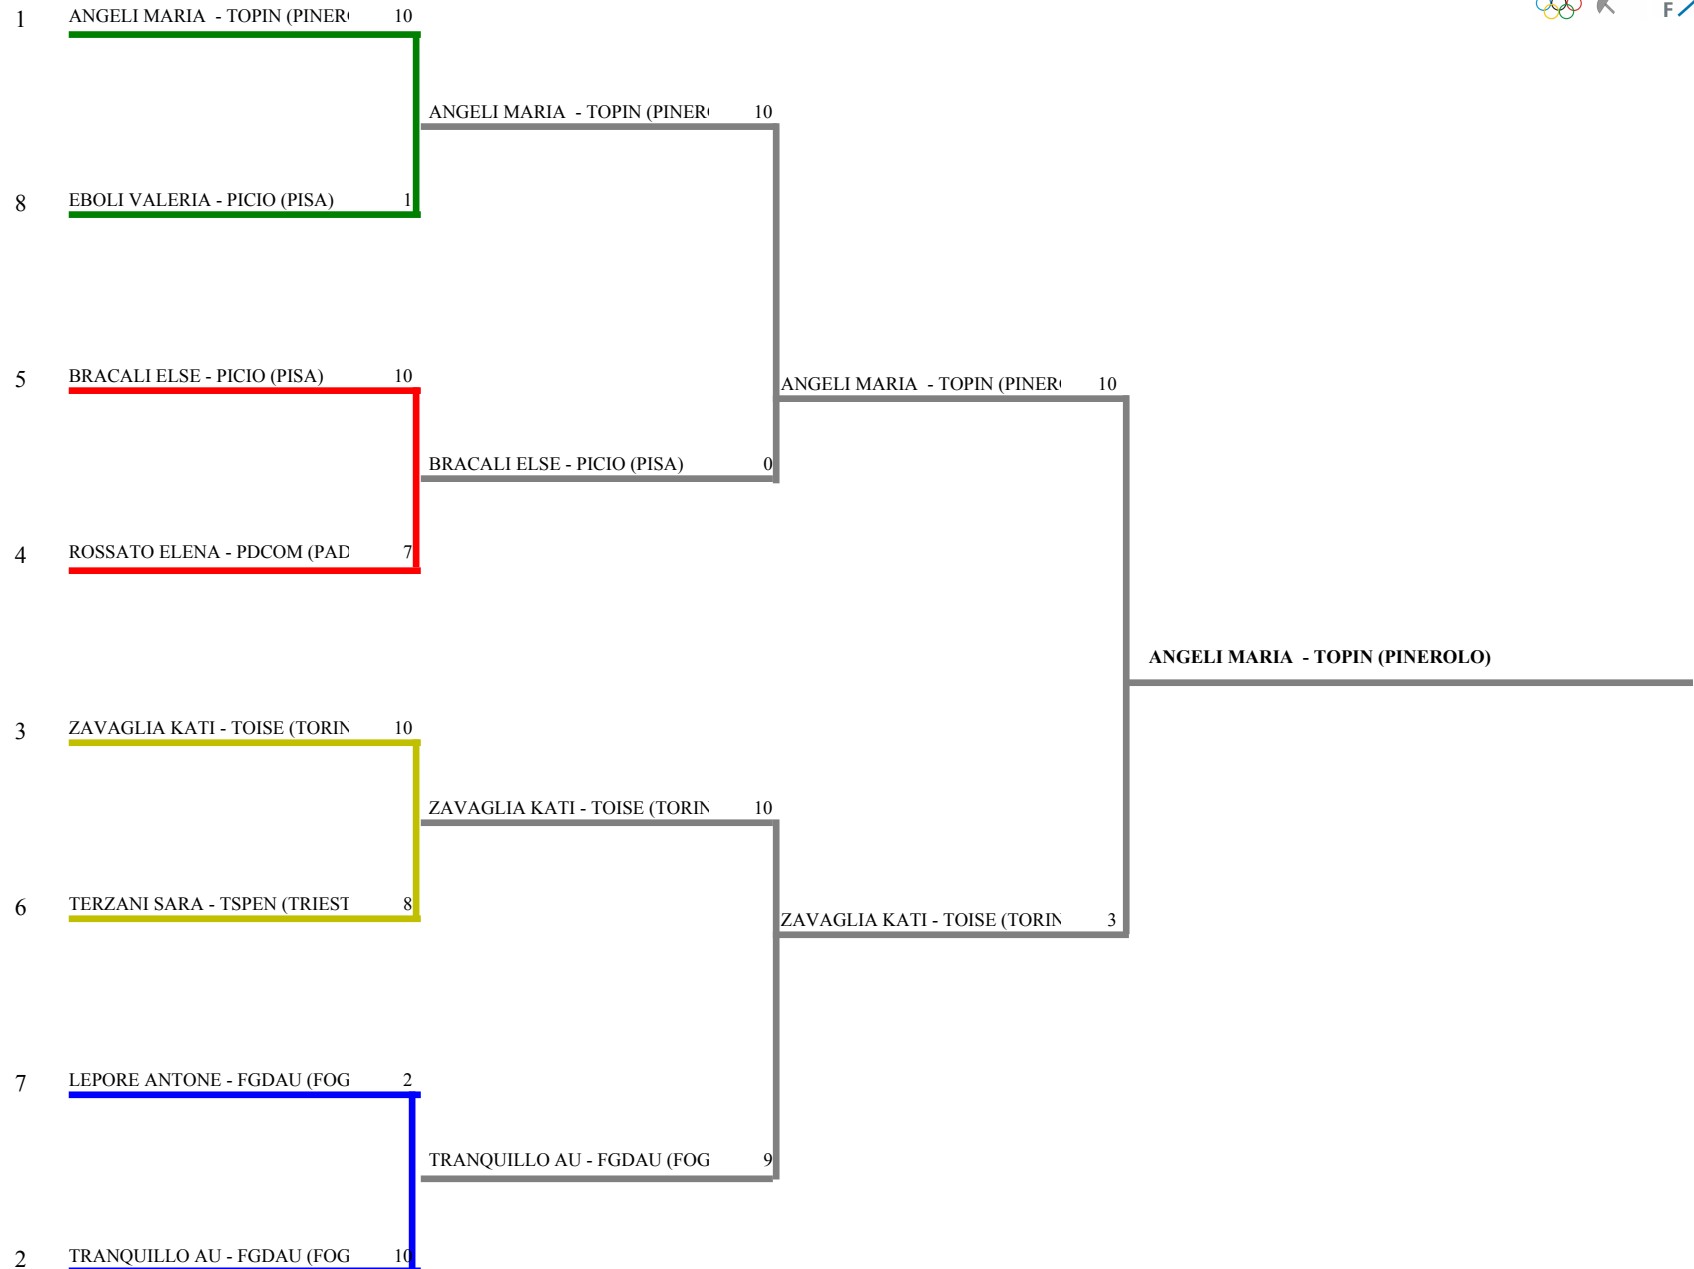 F
1 ANGELI MARIA - TOPIN (PINER 10
ANGELI MARIA - TOPIN (PINER 10
8 EBOLI VALERIA - PICIO (PISA) 1
5 BRACALI ELSE - PICIO (PISA) 10
ANGELI MARIA - TOPIN (PINER 10
BRACALI ELSE - PICIO (PISA) 0
4 ROSSATO ELENA - PDCOM (PAD 7
ANGELI MARIA - TOPIN (PINEROLO)
3 ZAVAGLIA KATI - TOISE (TORIN 10
ZAVAGLIA KATI - TOISE (TORIN 10
6 TERZANI SARA - TSPEN (TRIEST 8
ZAVAGLIA KATI - TOISE (TORIN 3
7 LEPORE ANTONE - FGDAU (FOG 2
TRANQUILLO AU - FGDAU (FOG 9
2 TRANQUILLO AU - FGDAU (FOG 10